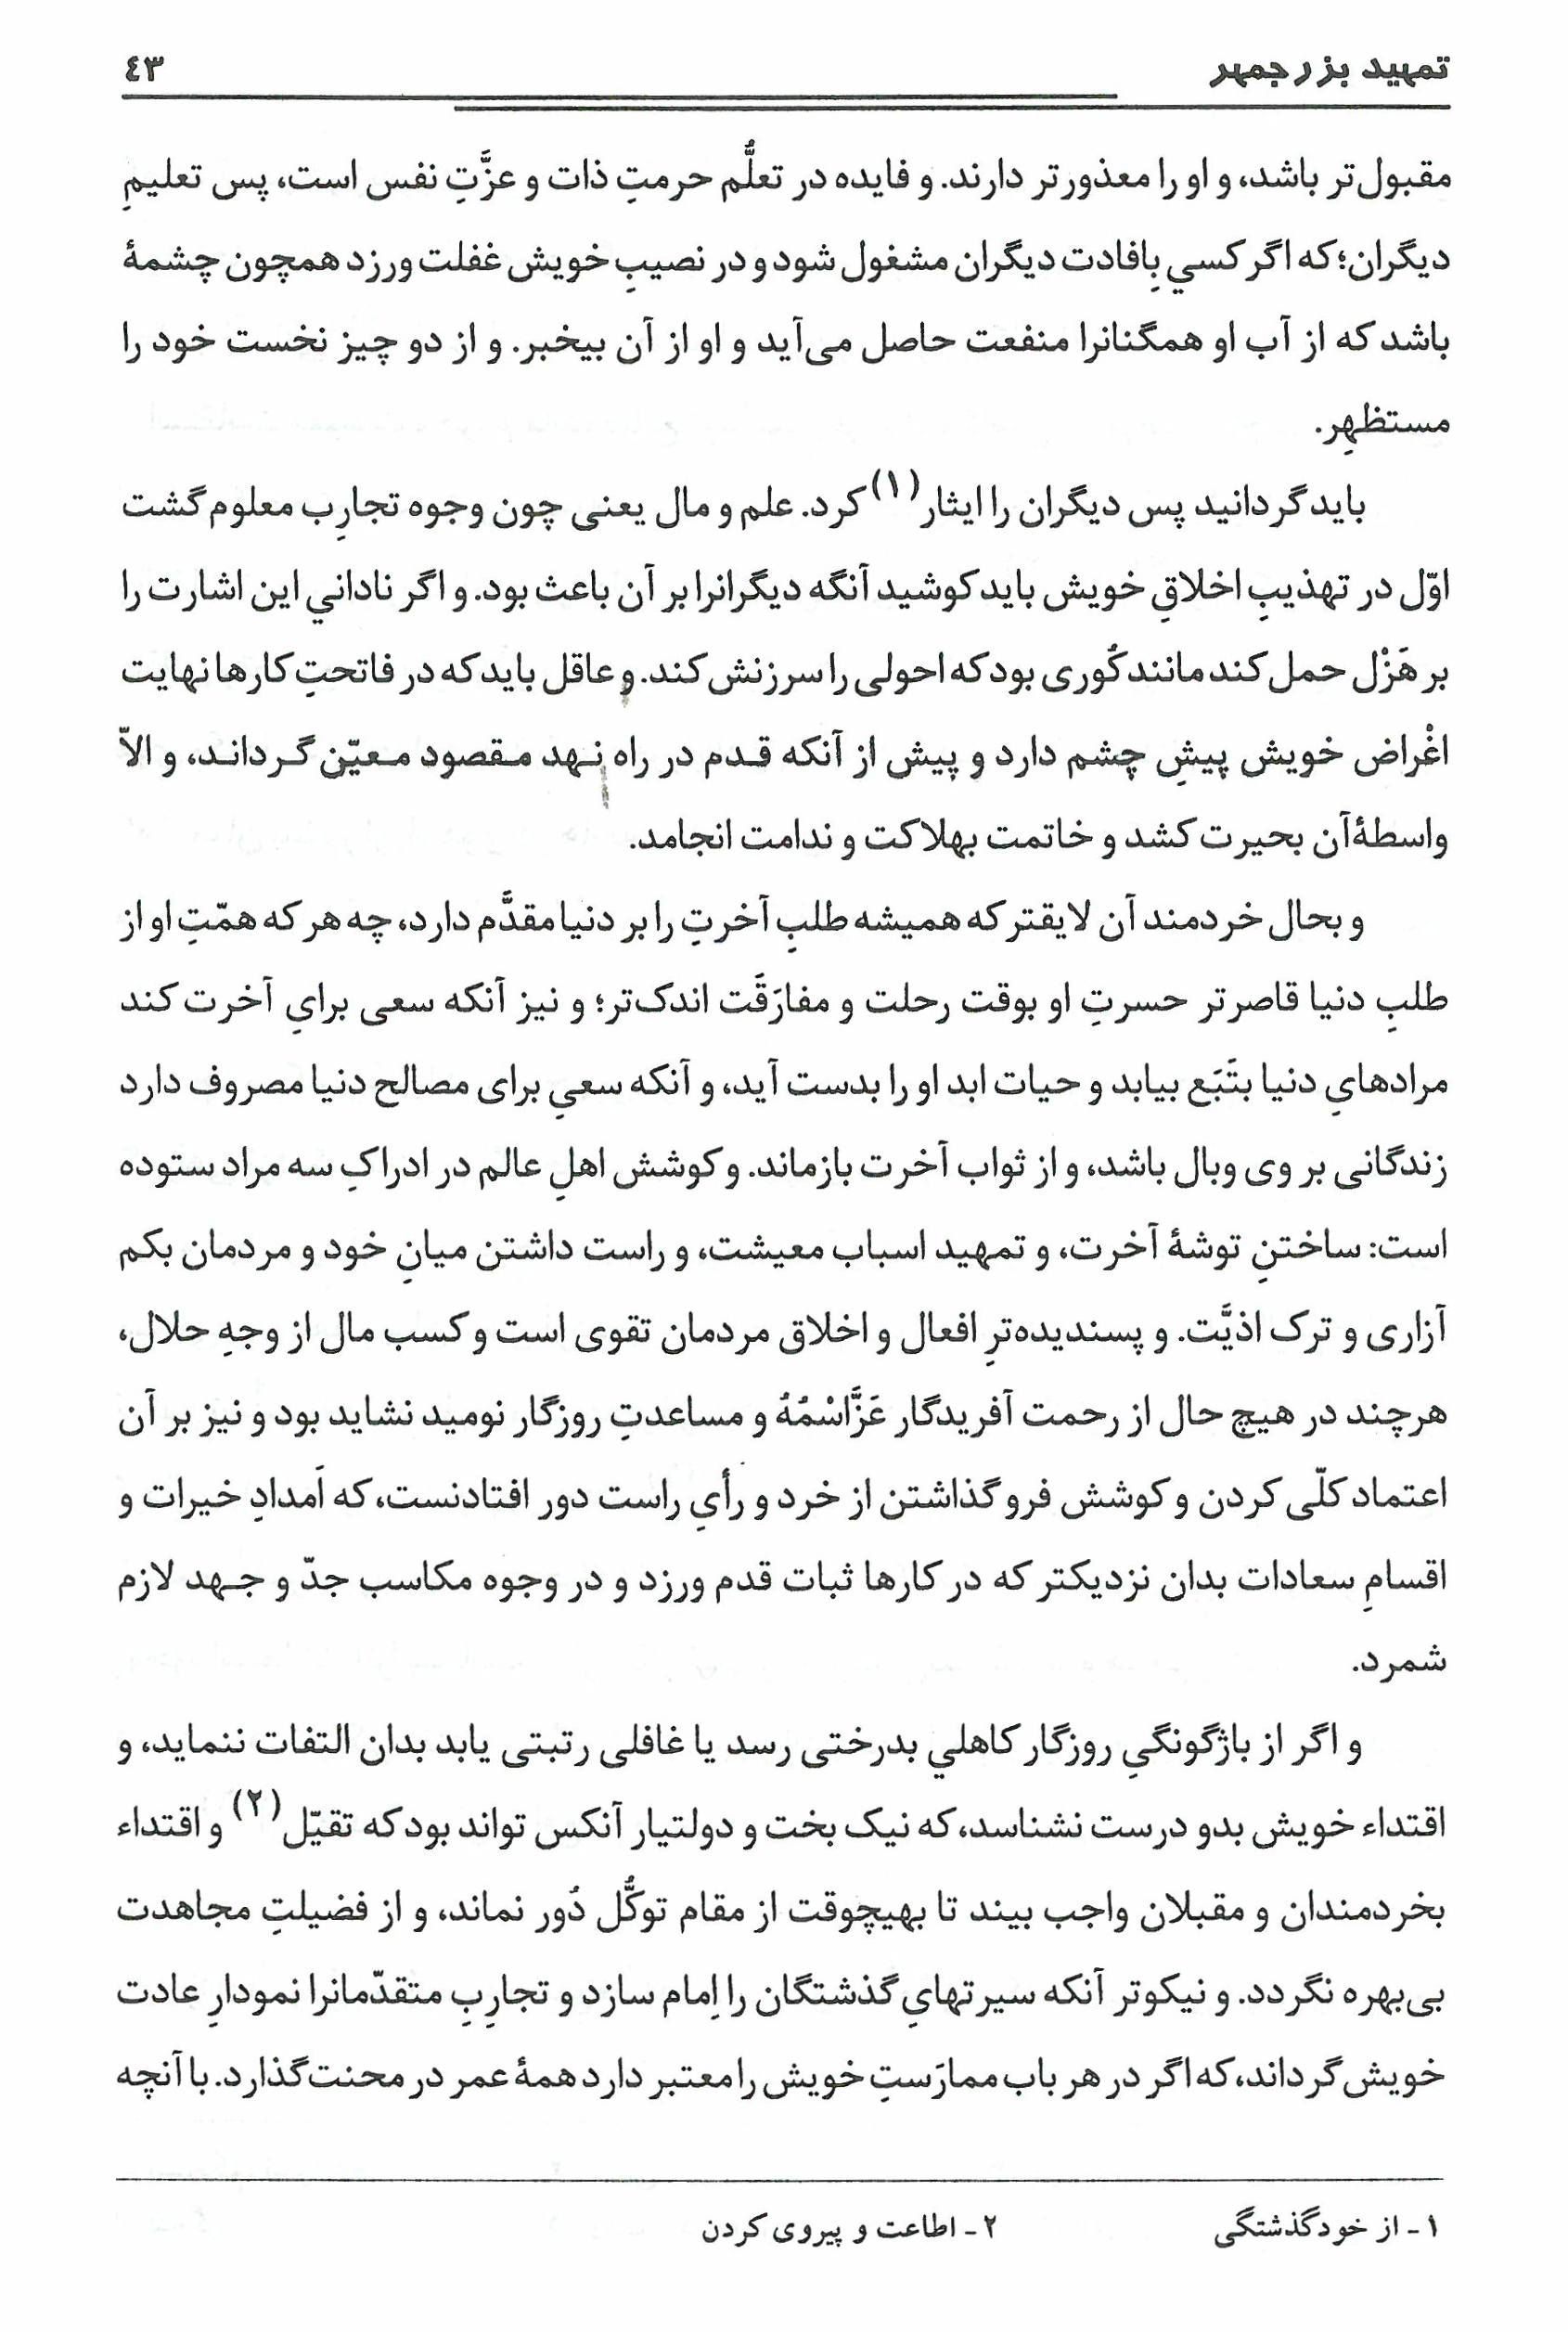 تمهید بزرجمهر ٤٣
مقبول‌تر باشد، و او را معذورتر دارند. و فایده در تعلُّم حرمتِ ذات و عزَّتِ نفس است، پس تعلیمِ
دیگران؛ که اگر کسي بِافادت دیگران مشغول شود و در نصیبِ خویش غفلت ورزد همچون چشمهٔ
باشد که از آب او همگنانرا منفعت حاصل می‌آید و او از آن بیخبر. و از دو چیز نخست خود را
مستظهِر.
باید گردانید پس دیگران را ایثار(۱) کرد. علم و مال یعنی چون وجوه تجارِب معلوم گشت
اوّل در تهذیبِ اخلاقِ خویش باید کوشید آنگه دیگرانرا بر آن باعث بود. و اگر ناداني این اشارت را
بر هَزْل حمل کند مانند کُوری بود که احولی را سرزنش کند. و عاقل باید که در فاتحتِ کارها نهایت
اغْراض خویش پیشِ چشم دارد و پیش از آنکه قدم در راه نهد مقصود معیّن گرداند، و الاّ
واسطهٔ آن بحیرت کشد و خاتمت بهلاکت و ندامت انجامد.
و بحال خردمند آن لایقتر که همیشه طلبِ آخرتِ را بر دنیا مقدَّم دارد، چه هر که همّتِ او از
طلبِ دنیا قاصرتر حسرتِ او بوقت رحلت و مفارَقَت اندک‌تر؛ و نیز آنکه سعی برايِ آخرت کند
مرادهايِ دنیا بتَبَع بیابد و حیات ابد او را بدست آید، و آنکه سعيِ برای مصالح دنیا مصروف دارد
زندگانی بر وی وبال باشد، و از ثواب آخرت بازماند. و کوشش اهلِ عالم در ادراکِ سه مراد ستوده
است: ساختنِ توشهٔ آخرت، و تمهید اسباب معیشت، و راست داشتن میانِ خود و مردمان بکم
آزاری و ترک اذیَّت. و پسندیده‌ترِ افعال و اخلاق مردمان تقوی است و کسب مال از وجهِ حلال،
هرچند در هیچ حال از رحمت آفریدگار عَزَّاسْمُهُ و مساعدتِ روزگار نومید نشاید بود و نیز بر آن
اعتماد کلّی کردن و کوشش فرو گذاشتن از خرد و رأيِ راست دور افتادنست، که اَمدادِ خیرات و
اقسامِ سعادات بدان نزدیکتر که در کارها ثبات قدم ورزد و در وجوه مکاسب جدّ و جهد لازم
شمرد.
و اگر از باژگونگيِ روزگار کاهلي بدرختی رسد یا غافلی رتبتی یابد بدان التفات ننماید، و
اقتداء خویش بدو درست نشناسد، که نیک بخت و دولتیار آنکس تواند بود که تقیّل(۲) و اقتداء
بخردمندان و مقبلان واجب بیند تا بهیچوقت از مقام توکُّل دُور نماند، و از فضیلتِ مجاهدت
بی‌بهره نگردد. و نیکوتر آنکه سیرتهايِ گذشتگان را اِمام سازد و تجارِبِ متقدّمانرا نمودارِ عادت
خویش گرداند، که اگر در هر باب ممارَستِ خویش را معتبر دارد همهٔ عمر در محنت گذارد. با آنچه
۱ - از خودگذشتگی ۲ - اطاعت و پیروی کردن